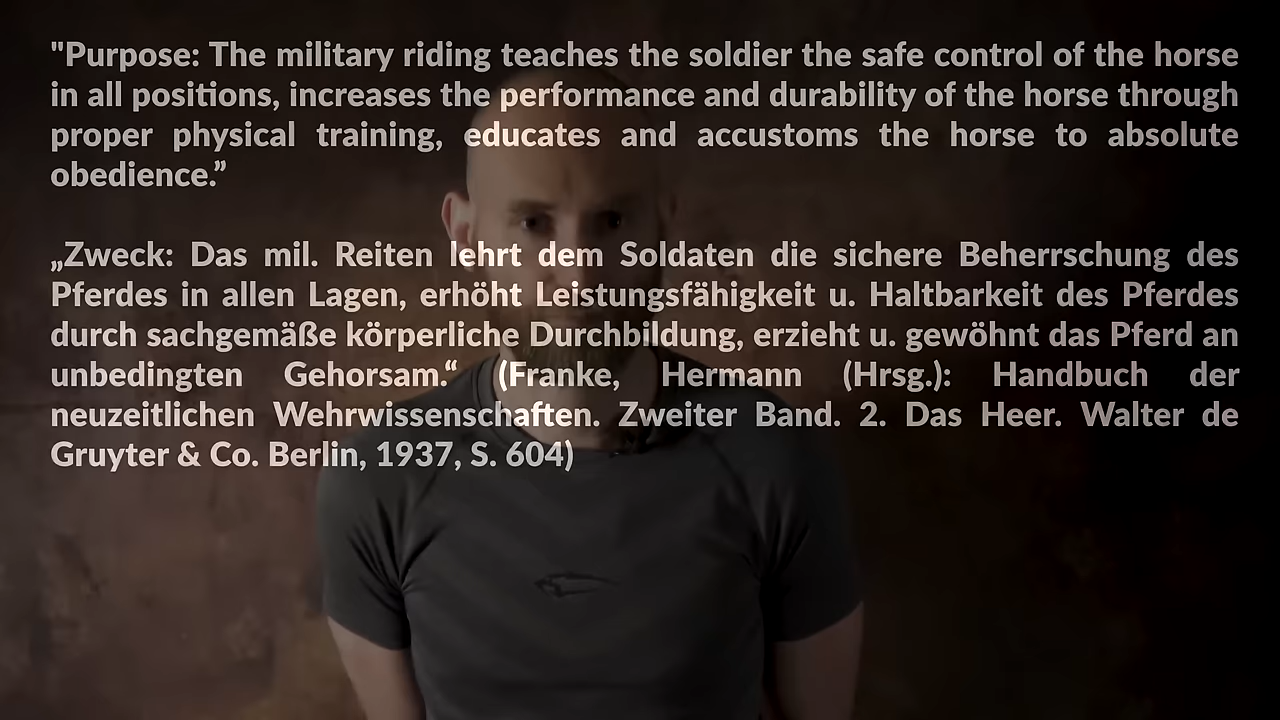 "Purpose: The military riding teaches the soldier the safe control of the horse
in all positions, increases the performance and durability of the horse through
proper physical training, educates and accustoms the horse to absolute
obedience.”
„Zweck: Das mil. Reiten lehrt dem Soldaten die sichere Beherrschung des
Pferdes in allen Lagen, erhöht Leistungsfähigkeit u. Haltbarkeit des Pferdes
durch sachgemäße körperliche Durchbildung, erzieht u. gewöhnt das Pferd an
unbedingten Gehorsam.“ (Franke, Hermann (Hrsg.): Handbuch der
neuzeitlichen Wehrwissenschaften. Zweiter Band. 2. Das Heer. Walter de
Gruyter & Co. Berlin, 1937, S. 604)